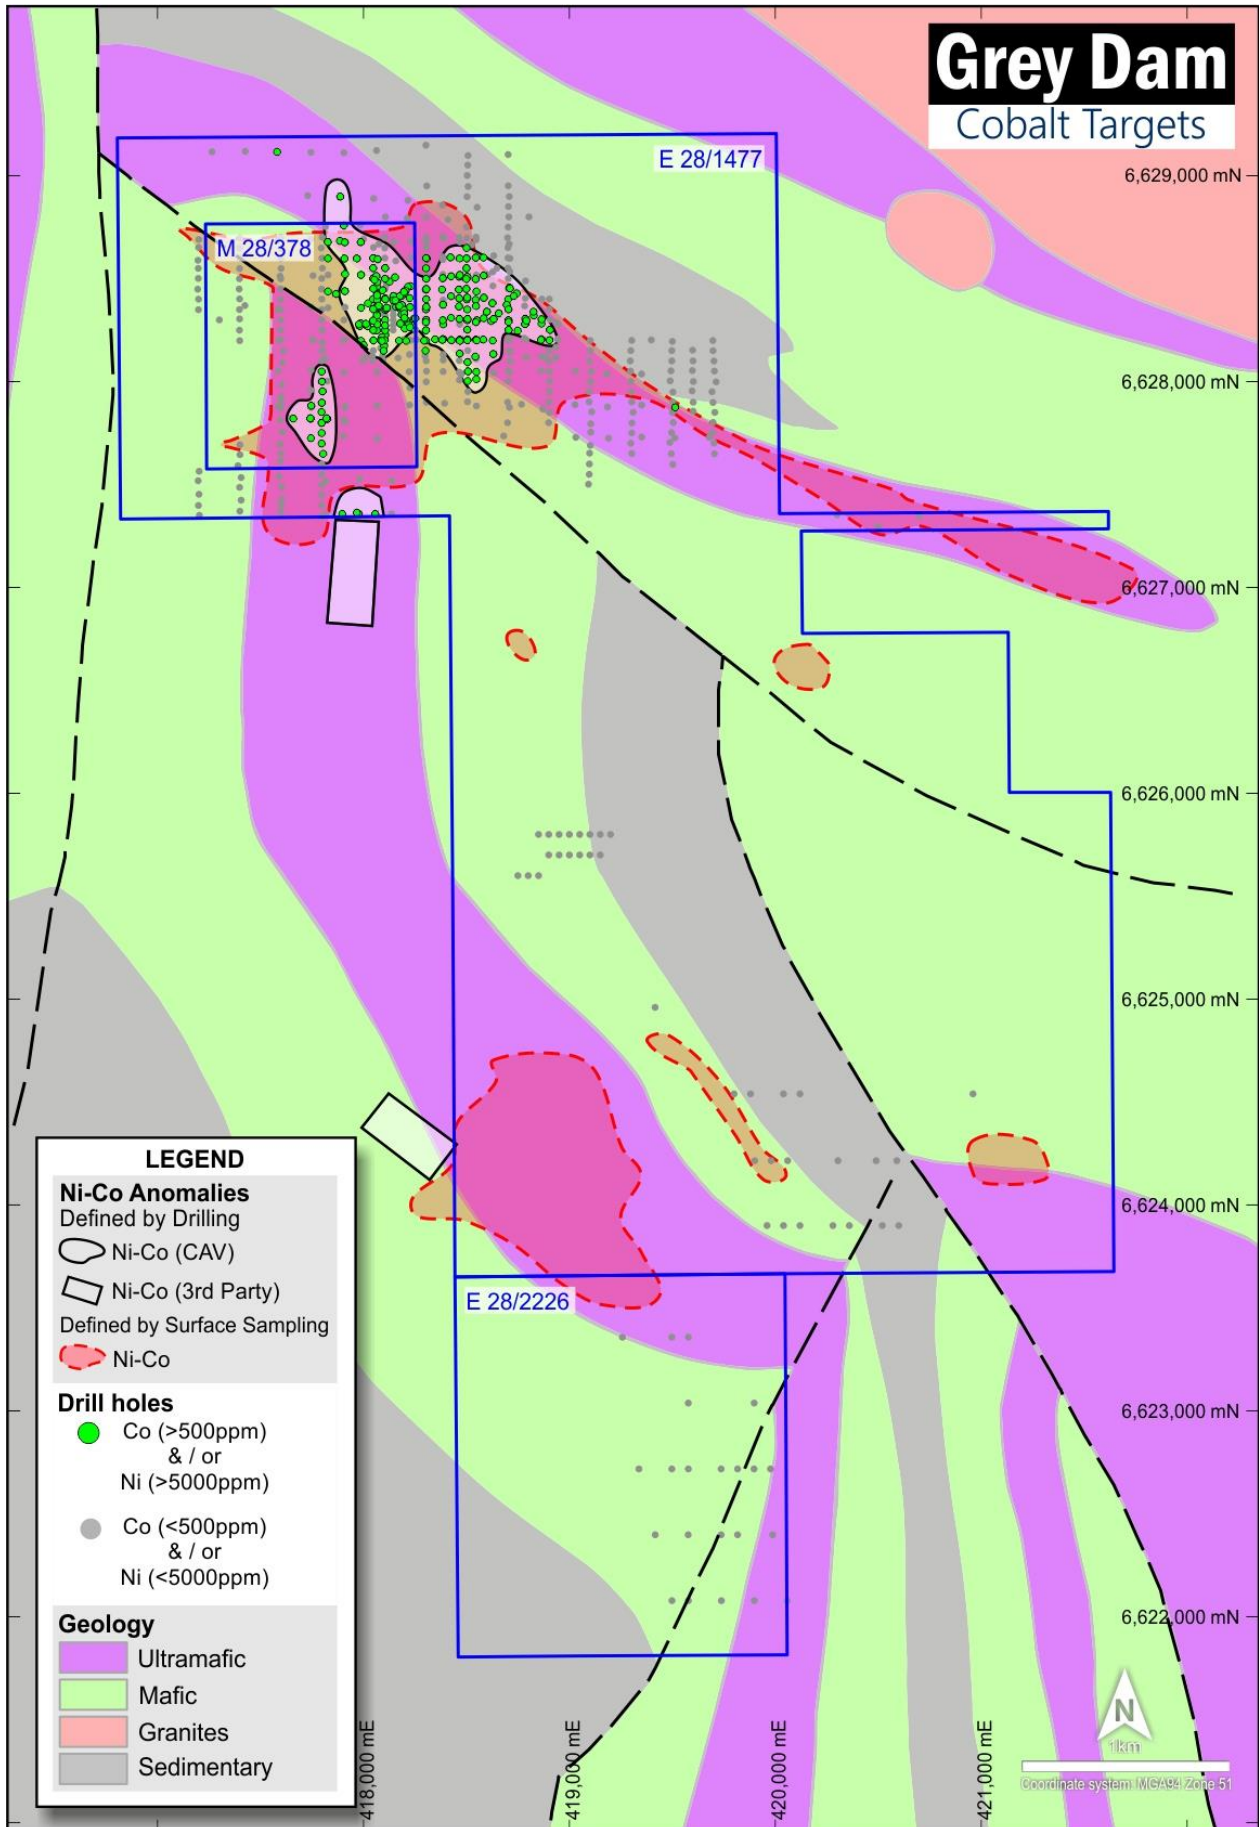 Grey Dam
Cobalt Targets
E 28/1477
6,629,000 mN
M 28/378
6,628,000 mN
6,627,000 mN
6,626,000 mN
6,625,000 mN
6,624,000 mN
E 28/2226
6,623,000 mN
6,622,000 mN
LEGEND
Ni-Co Anomalies
Defined by Drilling
Ni-Co (CAV)
Ni-Co (3rd Party)
Defined by Surface Sampling
Ni-Co
Drill holes
Co (>500ppm)
& / or
Ni (>5000ppm)
Co (<500ppm)
& / or
Ni (<5000ppm)
Geology
Ultramafic
Mafic
Granites
Sedimentary
418,000 mE
419,000 mE
420,000 mE
421,000 mE
N
1km
Coordinate system: MGA94 Zone 51